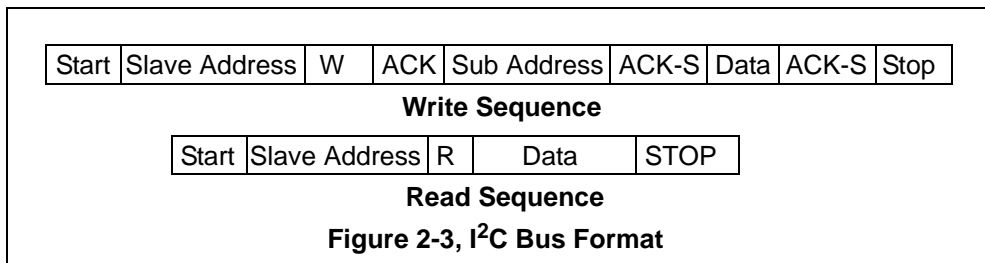 Start Slave Address W ACK Sub Address ACK-S Data ACK-S Stop
Write Sequence
Start Slave Address R Data STOP
Read Sequence
Figure 2-3, I²C Bus Format